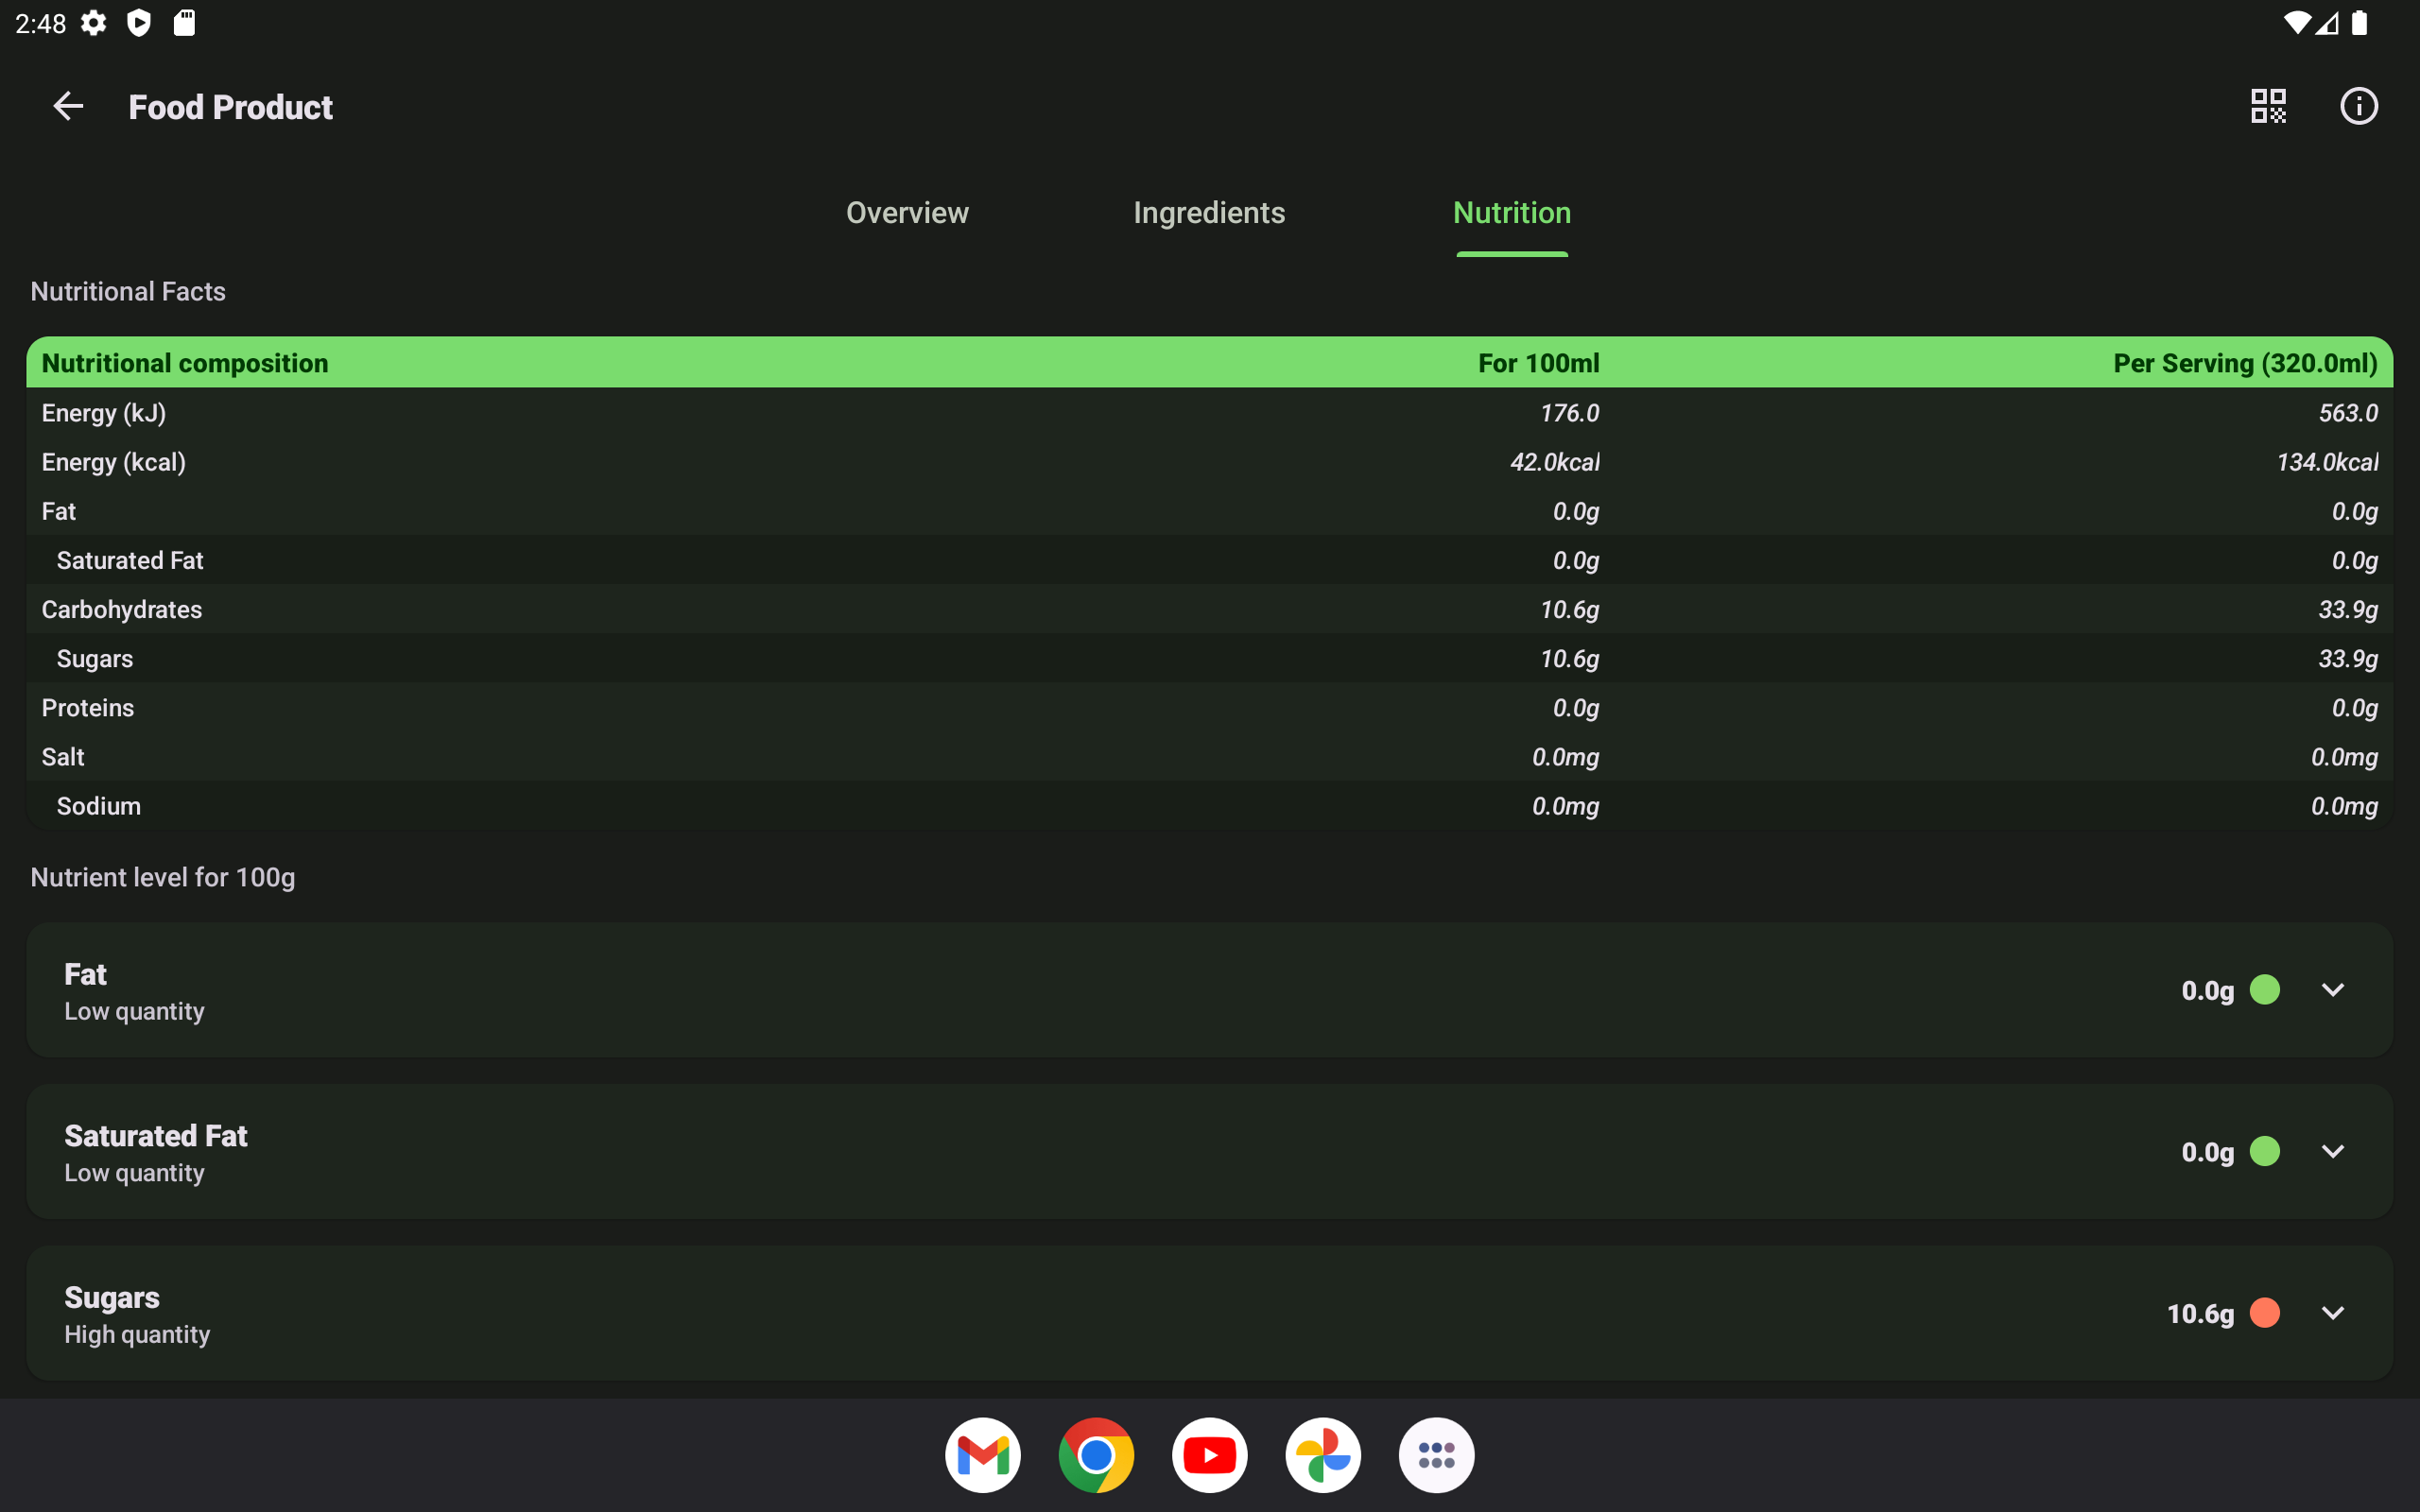 2:48
Food Product
Overview Ingredients Nutrition
Nutritional Facts
Nutritional composition For 100ml Per Serving (320.0ml)
Energy (kJ) 176.0 563.0
Energy (kcal) 42.0kcal 134.0kcal
Fat 0.0g 0.0g
Saturated Fat 0.0g 0.0g
Carbohydrates 10.6g 33.9g
Sugars 10.6g 33.9g
Proteins 0.0g 0.0g
Salt 0.0mg 0.0mg
Sodium 0.0mg 0.0mg
Nutrient level for 100g
Fat
Low quantity
0.0g
Saturated Fat
Low quantity
0.0g
Sugars
High quantity
10.6g